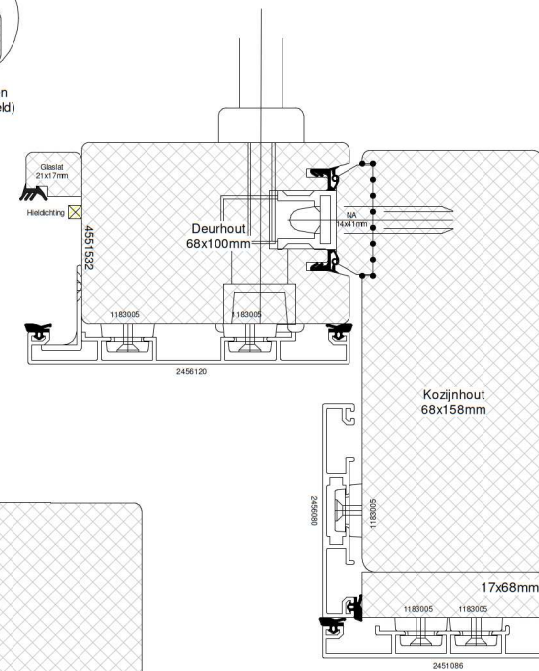 n
eld)
Glaslat
21x17mm
Hieldichting
4551532
Deurhout
68x100mm
NA
14x41mm
1183005
1183005
2456120
Kozijnhout
68x158mm
2456080
1183005
17x68mm
1183005
1183005
2451086